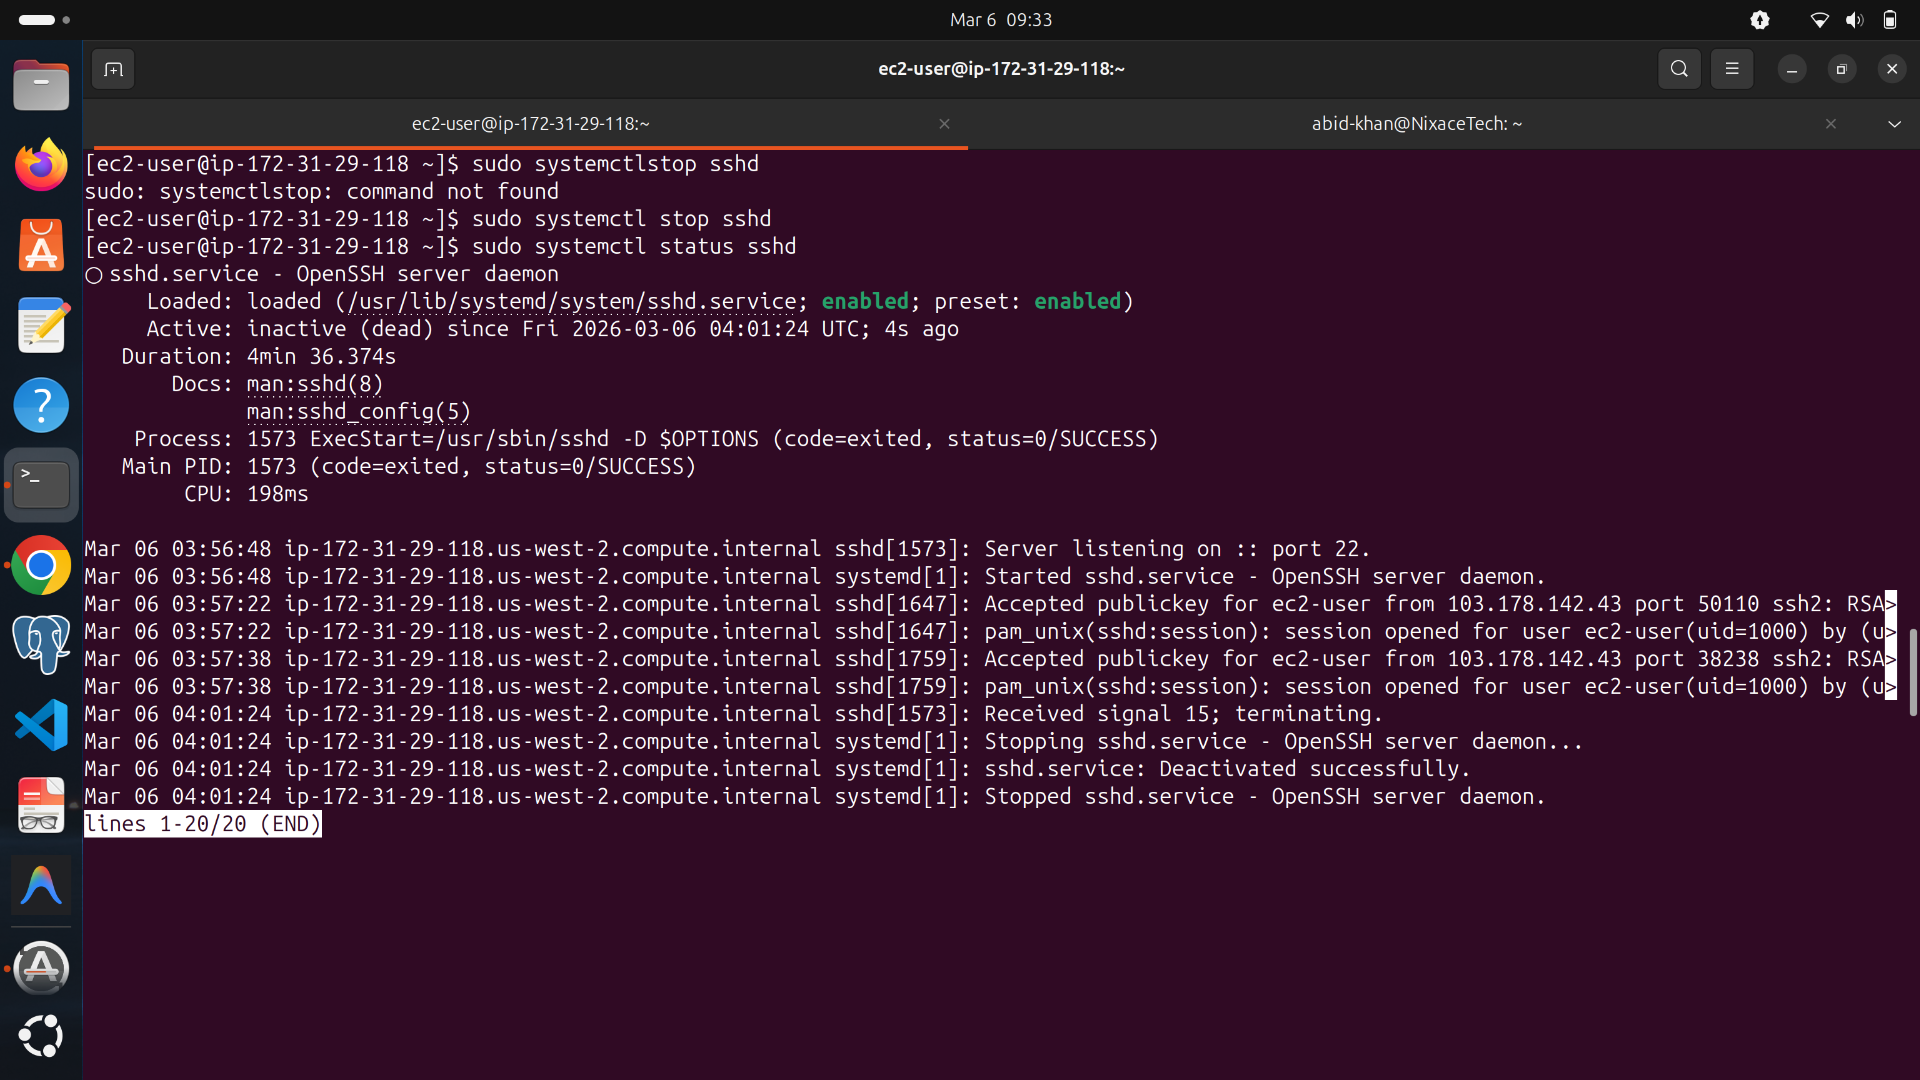 Mar 6 09:33
ec2-user@ip-172-31-29-118:~
ec2-user@ip-172-31-29-118:~
abid-khan@NixaceTech: ~
[ec2-user@ip-172-31-29-118 ~]$ sudo systemctlstop sshd
sudo: systemctlstop: command not found
[ec2-user@ip-172-31-29-118 ~]$ sudo systemctl stop sshd
[ec2-user@ip-172-31-29-118 ~]$ sudo systemctl status sshd
○ sshd.service - OpenSSH server daemon
     Loaded: loaded (/usr/lib/systemd/system/sshd.service; enabled; preset: enabled)
     Active: inactive (dead) since Fri 2026-03-06 04:01:24 UTC; 4s ago
   Duration: 4min 36.374s
       Docs: man:sshd(8)
             man:sshd_config(5)
    Process: 1573 ExecStart=/usr/sbin/sshd -D $OPTIONS (code=exited, status=0/SUCCESS)
   Main PID: 1573 (code=exited, status=0/SUCCESS)
        CPU: 198ms
Mar 06 03:56:48 ip-172-31-29-118.us-west-2.compute.internal sshd[1573]: Server listening on :: port 22.
Mar 06 03:56:48 ip-172-31-29-118.us-west-2.compute.internal systemd[1]: Started sshd.service - OpenSSH server daemon.
Mar 06 03:57:22 ip-172-31-29-118.us-west-2.compute.internal sshd[1647]: Accepted publickey for ec2-user from 103.178.142.43 port 50110 ssh2: RSA>
Mar 06 03:57:22 ip-172-31-29-118.us-west-2.compute.internal sshd[1647]: pam_unix(sshd:session): session opened for user ec2-user(uid=1000) by (u>
Mar 06 03:57:38 ip-172-31-29-118.us-west-2.compute.internal sshd[1759]: Accepted publickey for ec2-user from 103.178.142.43 port 38238 ssh2: RSA>
Mar 06 03:57:38 ip-172-31-29-118.us-west-2.compute.internal sshd[1759]: pam_unix(sshd:session): session opened for user ec2-user(uid=1000) by (u>
Mar 06 04:01:24 ip-172-31-29-118.us-west-2.compute.internal sshd[1573]: Received signal 15; terminating.
Mar 06 04:01:24 ip-172-31-29-118.us-west-2.compute.internal systemd[1]: Stopping sshd.service - OpenSSH server daemon...
Mar 06 04:01:24 ip-172-31-29-118.us-west-2.compute.internal systemd[1]: sshd.service: Deactivated successfully.
Mar 06 04:01:24 ip-172-31-29-118.us-west-2.compute.internal systemd[1]: Stopped sshd.service - OpenSSH server daemon.
lines 1-20/20 (END)